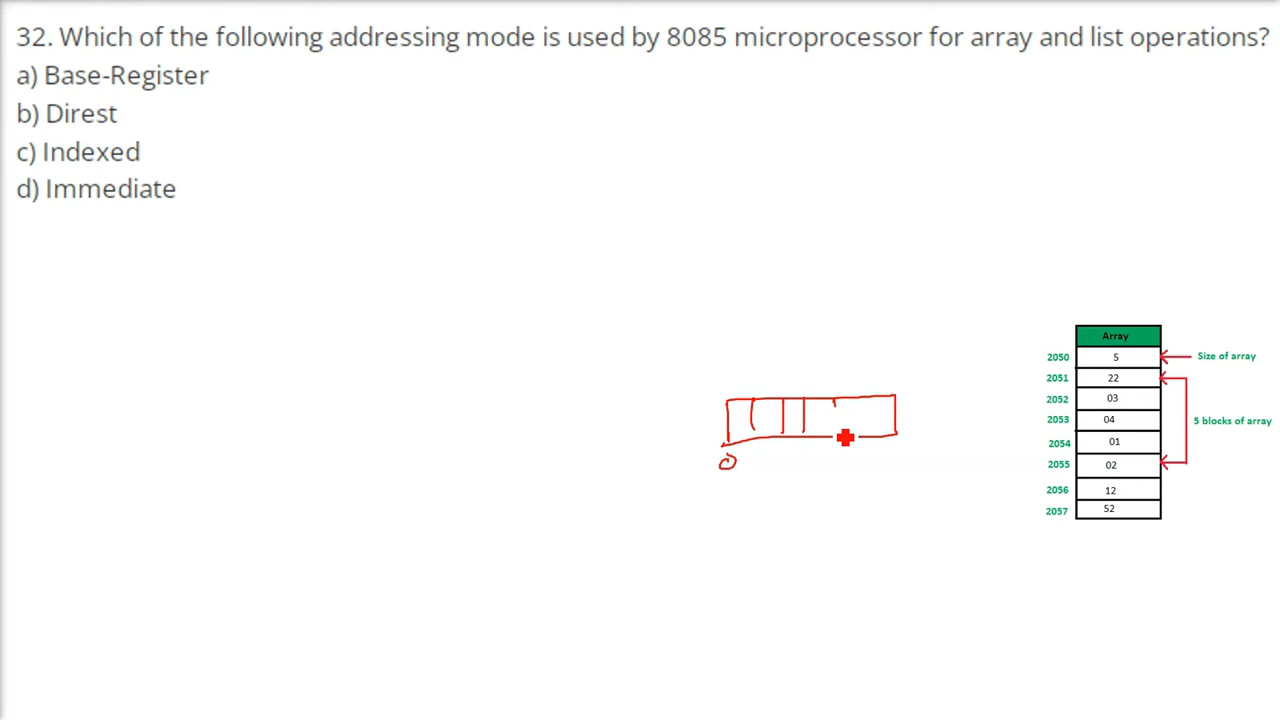 32. Which of the following addressing mode is used by 8085 microprocessor for array and list operations?
a) Base-Register
b) Direst
c) Indexed
d) Immediate
Array
2050 5 Size of array
2051 22
2052 03
2053 04 5 blocks of array
2054 01
2055 02
2056 12
2057 52
0